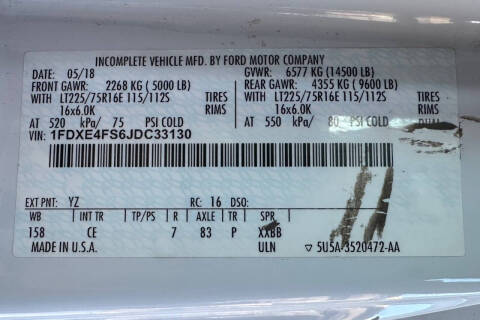 INCOMPLETE VEHICLE MFD. BY FORD MOTOR COMPANY
DATE 05/18 GVWR: 6577 KG (14500 LB)
FRONT GAWR: 2268 KG ( 5000 LB) REAR GAWR: 4355 KG ( 9600 LB)
WITH LT225/75R16E 115/112S TIRES WITH LT225/75R16E 115/112S TIRES
16x6.0K RIMS 16x6.0K RIMS
AT 520 kPa/ 75 PSI COLD AT 550 kPa/ 80 PSI COLD DUAL
VIN: 1FDXE4FS6JDC33130
EXT PNT: YZ RC: 16 DSO:
WB INT TR TP/PS R AXLE TR SPR
158 CE 7 83 P XXBB
MADE IN U.S.A. ULN 5U5A-3520472-AA